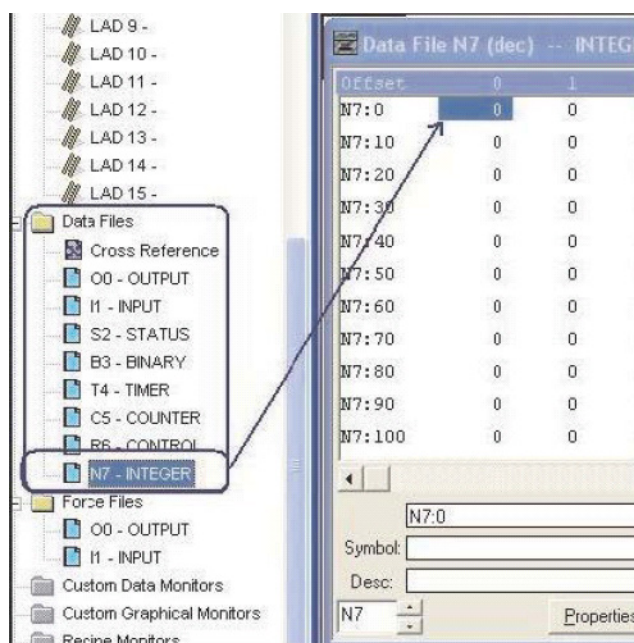 LAD 9 -
LAD 10 -
LAD 11 -
LAD 12 -
LAD 13 -
LAD 14 -
LAD 15 -
Data Files
Cross Reference
O0 - OUTPUT
I1 - INPUT
S2 - STATUS
B3 - BINARY
T4 - TIMER
C5 - COUNTER
R6 - CONTROL
N7 - INTEGER
Force Files
O0 - OUTPUT
I1 - INPUT
Custom Data Monitors
Custom Graphical Monitors
Recipe Monitors
Data File N7 (dec) -- INTEG
Offset 0 1
N7:0 0 0
N7:10 0 0
N7:20 0 0
N7:30 0 0
N7:40 0 0
N7:50 0 0
N7:60 0 0
N7:70 0 0
N7:80 0 0
N7:90 0 0
N7:100 0 0
N7:0
Symbol:
Desc:
N7
Properties